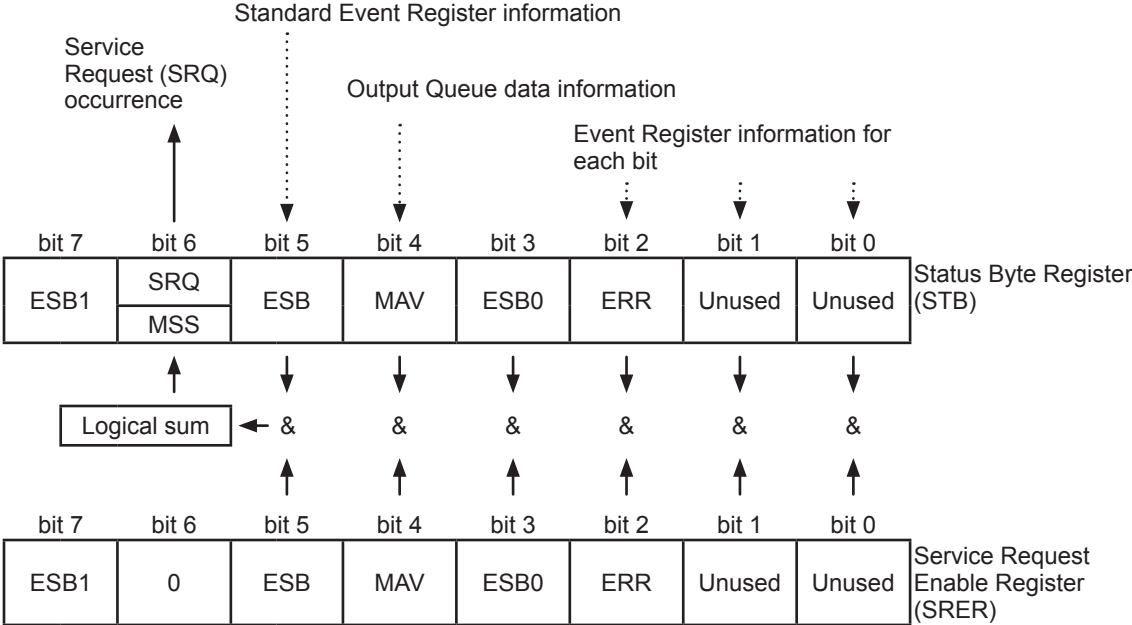 Standard Event Register information
Service
Request (SRQ)
occurrence
Output Queue data information
Event Register information for
each bit
bit 7 bit 6 bit 5 bit 4 bit 3 bit 2 bit 1 bit 0
ESB1 SRQ ESB MAV ESB0 ERR Unused Unused
MSS
Status Byte Register
(STB)
Logical sum & & & & & &
bit 7 bit 6 bit 5 bit 4 bit 3 bit 2 bit 1 bit 0
ESB1 0 ESB MAV ESB0 ERR Unused Unused
Service Request
Enable Register
(SRER)